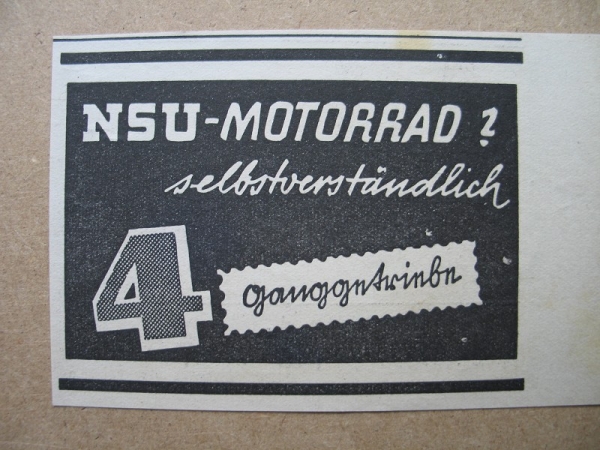 NSU-MOTORRAD?
selbstverständlich
4 ganggetriebe